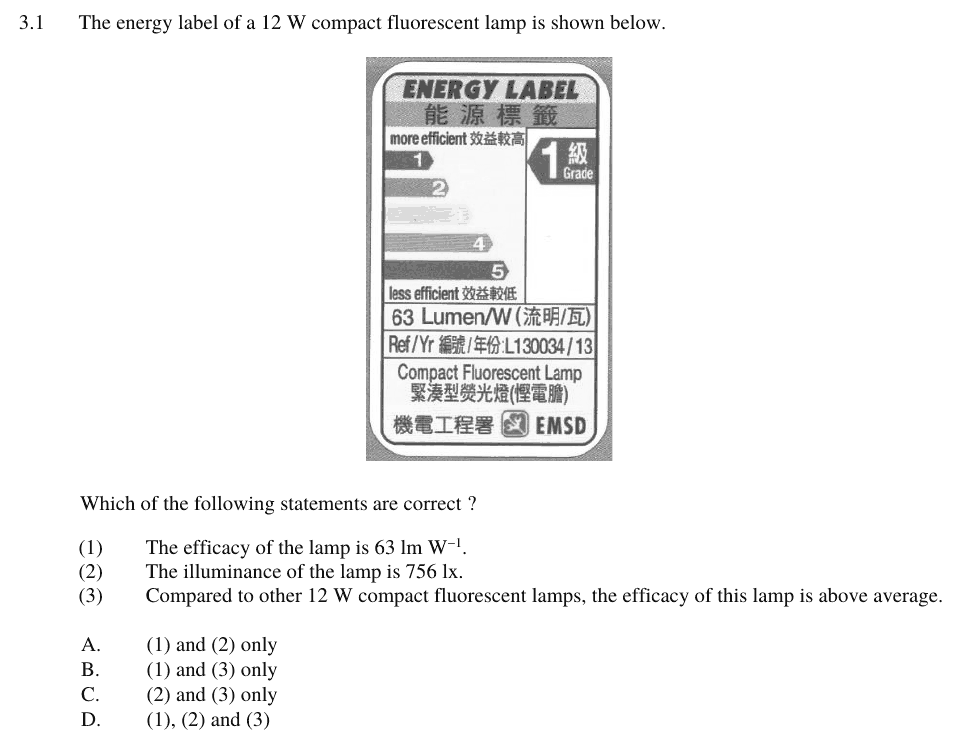 3.1 The energy label of a 12 W compact fluorescent lamp is shown below.
ENERGY LABEL
能源標籤
more efficient 效益較高
1
1級
Grade
2
4
5
less efficient 效益較低
63 Lumen/W (流明/瓦)
Ref/Yr 編號/年份:L130034/13
Compact Fluorescent Lamp
緊湊型熒光燈(慳電膽)
機電工程署 EMSD
Which of the following statements are correct ?
(1) The efficacy of the lamp is 63 lm W⁻¹.
(2) The illuminance of the lamp is 756 lx.
(3) Compared to other 12 W compact fluorescent lamps, the efficacy of this lamp is above average.
A. (1) and (2) only
B. (1) and (3) only
C. (2) and (3) only
D. (1), (2) and (3)